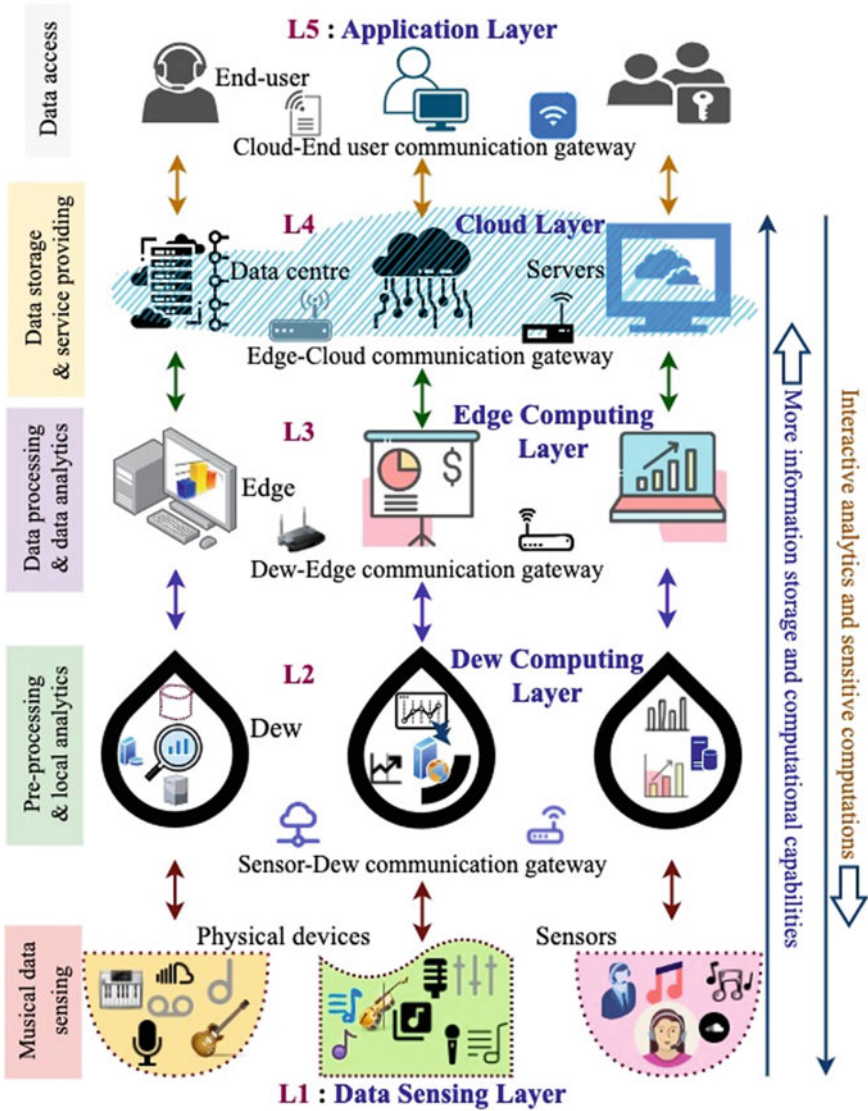 L5 : Application Layer
Data access
End-user
Cloud-End user communication gateway
Data storage
& service providing
L4
Cloud Layer
Data centre
Servers
Edge-Cloud communication gateway
Data processing
& data analytics
L3
Edge Computing
Layer
Edge
$
Dew-Edge communication gateway
Pre-processing
& local analytics
L2
Dew Computing
Layer
Dew
Sensor-Dew communication gateway
Musical data
sensing
Physical devices
Sensors
L1 : Data Sensing Layer
More information storage and computational capabilities
Interactive analytics and sensitive computations